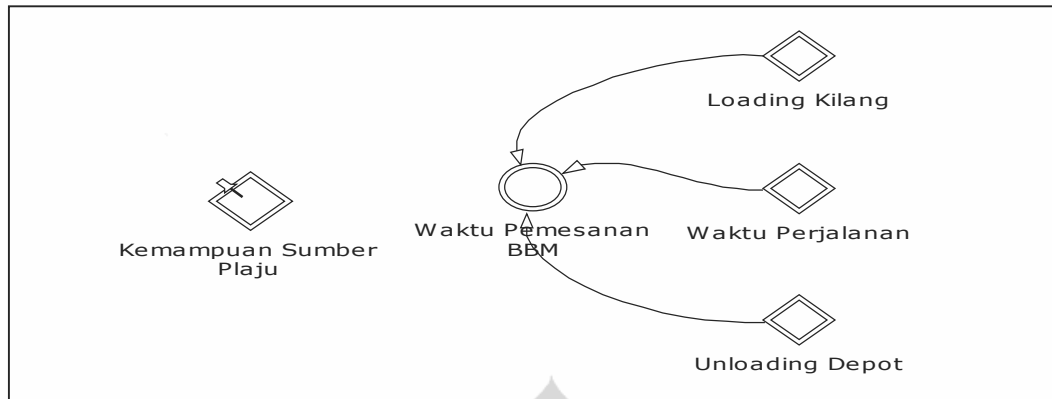 Loading Kilang
Kemampuan Sumber
Plaju
Waktu Pemesanan
BBM
Waktu Perjalanan
Unloading Depot